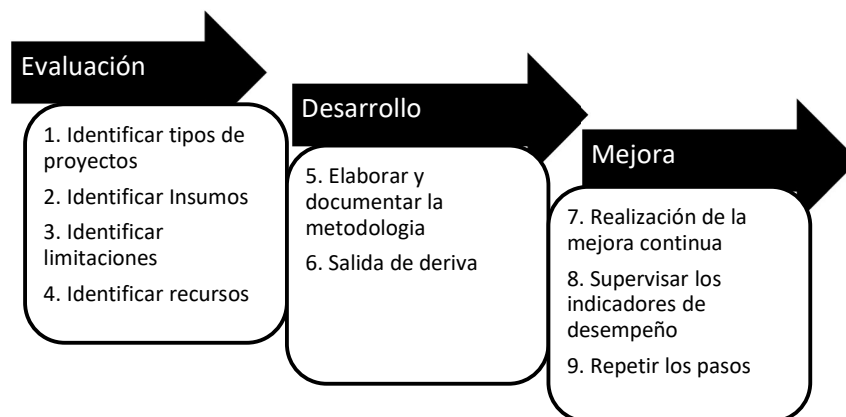 Evaluación
1. Identificar tipos de
proyectos
2. Identificar Insumos
3. Identificar
limitaciones
4. Identificar recursos
Desarrollo
5. Elaborar y
documentar la
metodologia
6. Salida de deriva
Mejora
7. Realización de la
mejora continua
8. Supervisar los
indicadores de
desempeño
9. Repetir los pasos